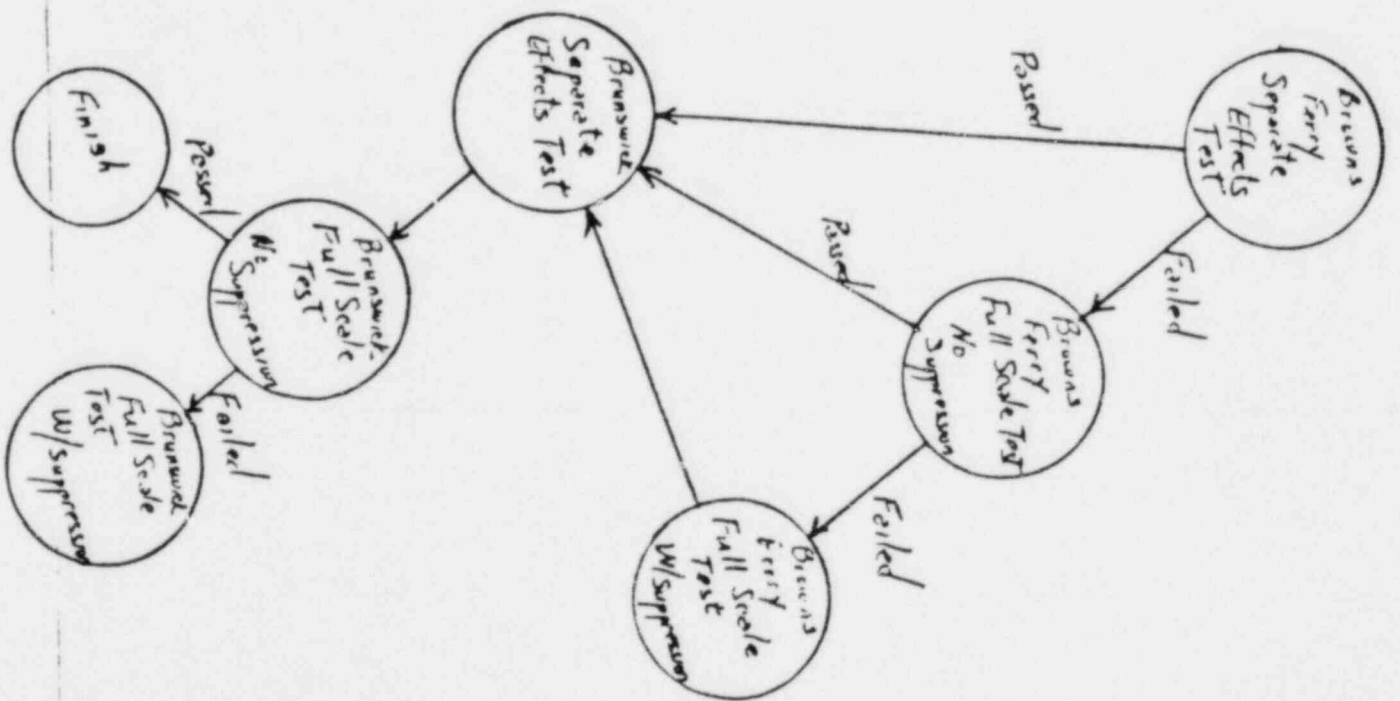 Browns
Ferry
Separate
Effects
Test
Passed
Failed
Browns
Ferry
Full Scale Test
No
Suppression
Passed
Failed
Browns
Ferry
Full Scale
Test
W/suppression
Brunswick
Separate
Effects Test
Brunswick
Full Scale
Test
No
Suppression
Passed
Failed
Finish
Brunswick
Full Scale
Test
W/suppression